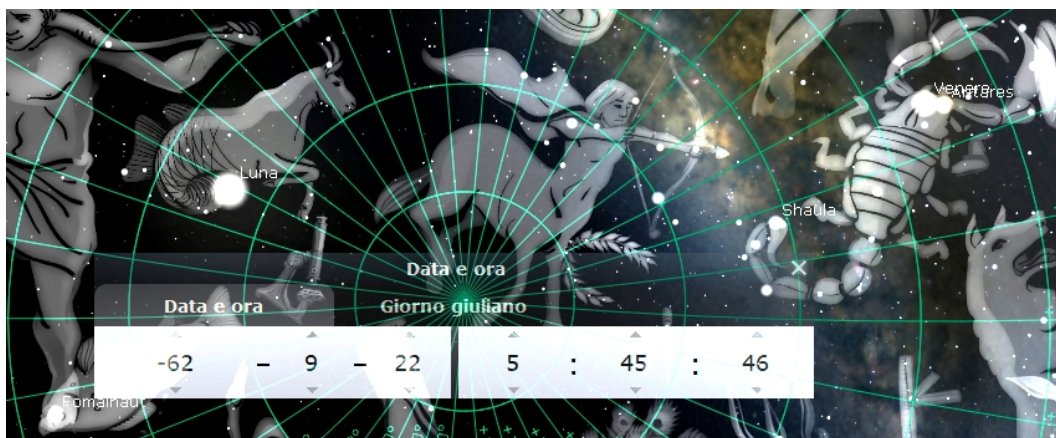 Venere Antares
Luna
Shaula
Data e ora
Data e ora Giorno giuliano
-62 – 9 – 22 5 : 45 : 46
Fomalhaut